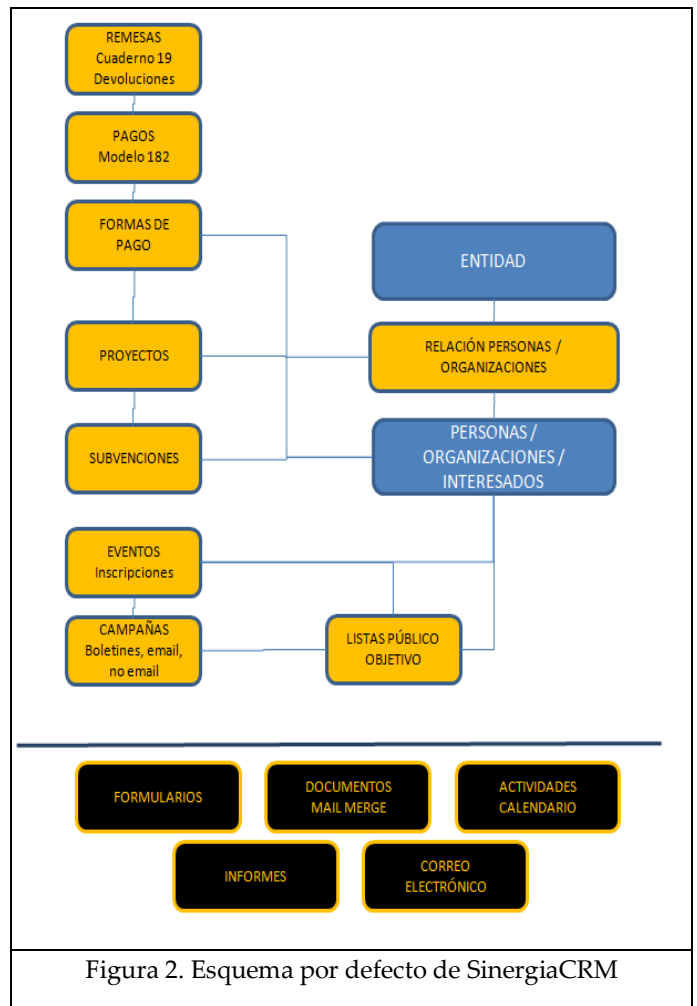 REMESAS
Cuaderno 19
Devoluciones
PAGOS
Modelo 182
FORMAS DE
PAGO
PROYECTOS
SUBVENCIONES
ENTIDAD
RELACIÓN PERSONAS /
ORGANIZACIONES
PERSONAS /
ORGANIZACIONES /
INTERESADOS
EVENTOS
Inscripciones
CAMPAÑAS
Boletines, email,
no email
LISTAS PÚBLICO
OBJETIVO
FORMULARIOS
DOCUMENTOS
MAIL MERGE
ACTIVIDADES
CALENDARIO
INFORMES
CORREO
ELECTRÓNICO
Figura 2. Esquema por defecto de SinergiaCRM